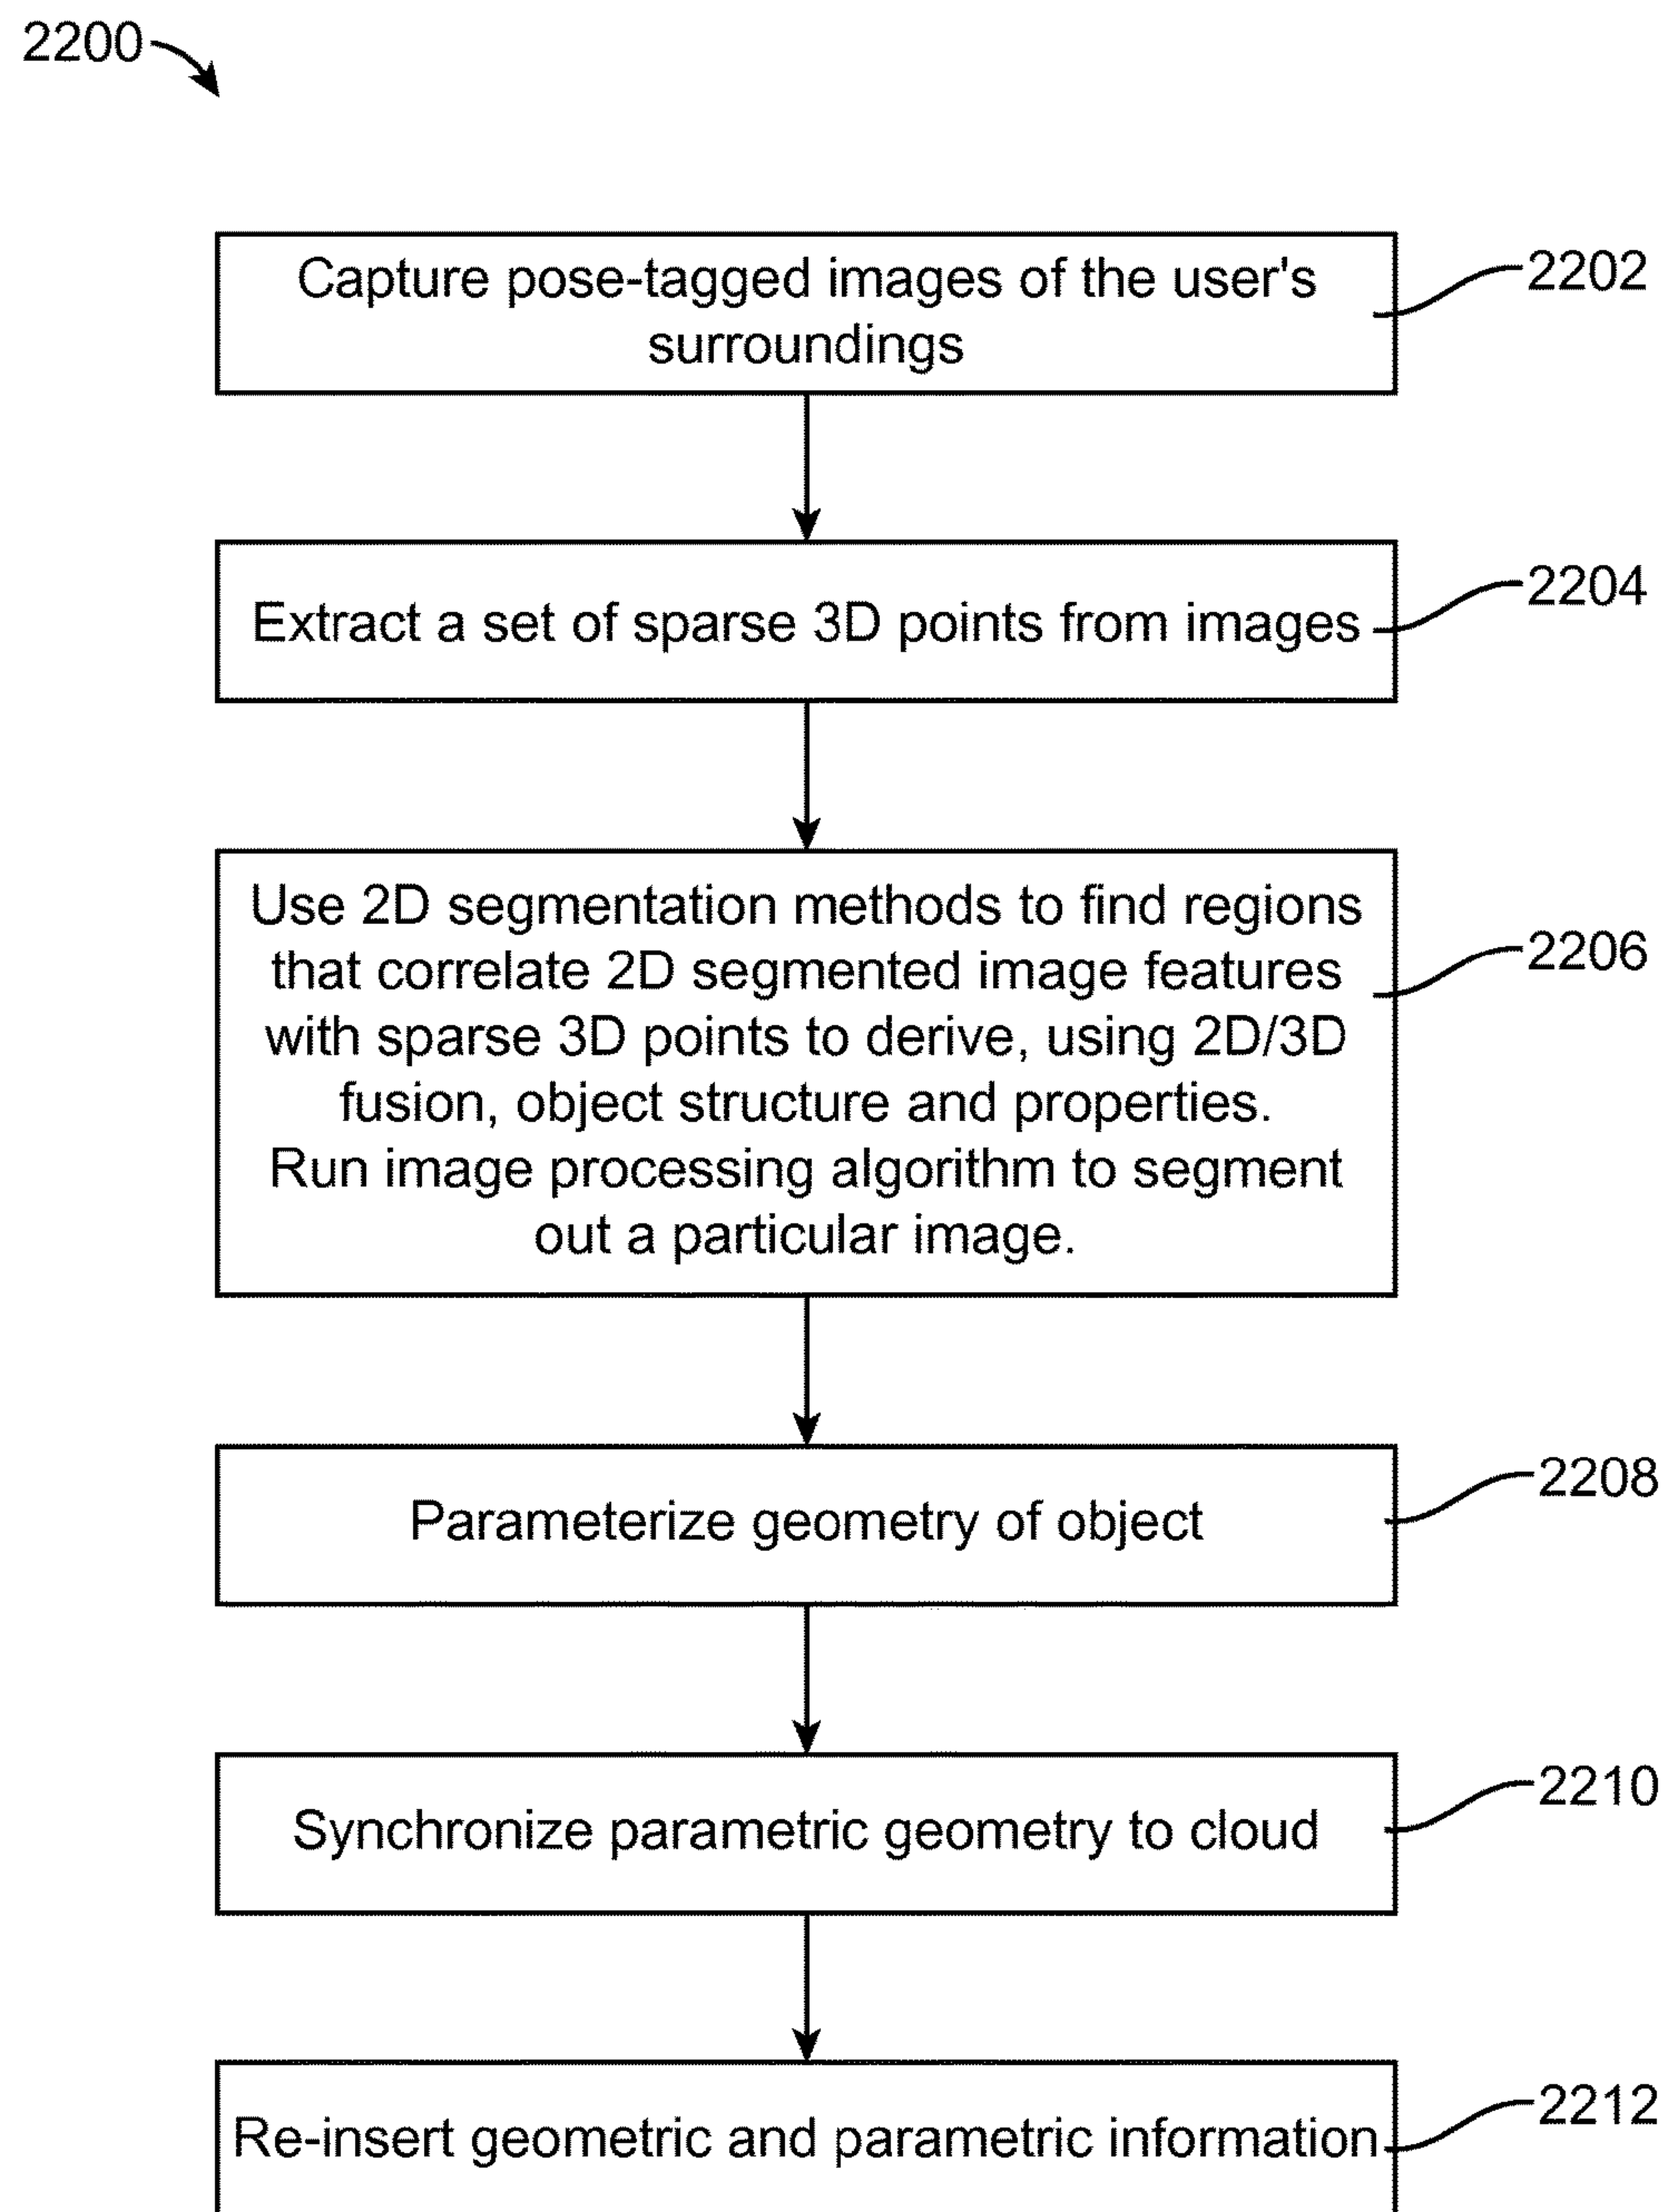 2200
Capture pose-tagged images of the user's
surroundings
2202
Extract a set of sparse 3D points from images
2204
Use 2D segmentation methods to find regions
that correlate 2D segmented image features
with sparse 3D points to derive, using 2D/3D
fusion, object structure and properties.
Run image processing algorithm to segment
out a particular image.
2206
Parameterize geometry of object
2208
Synchronize parametric geometry to cloud
2210
Re-insert geometric and parametric information
2212